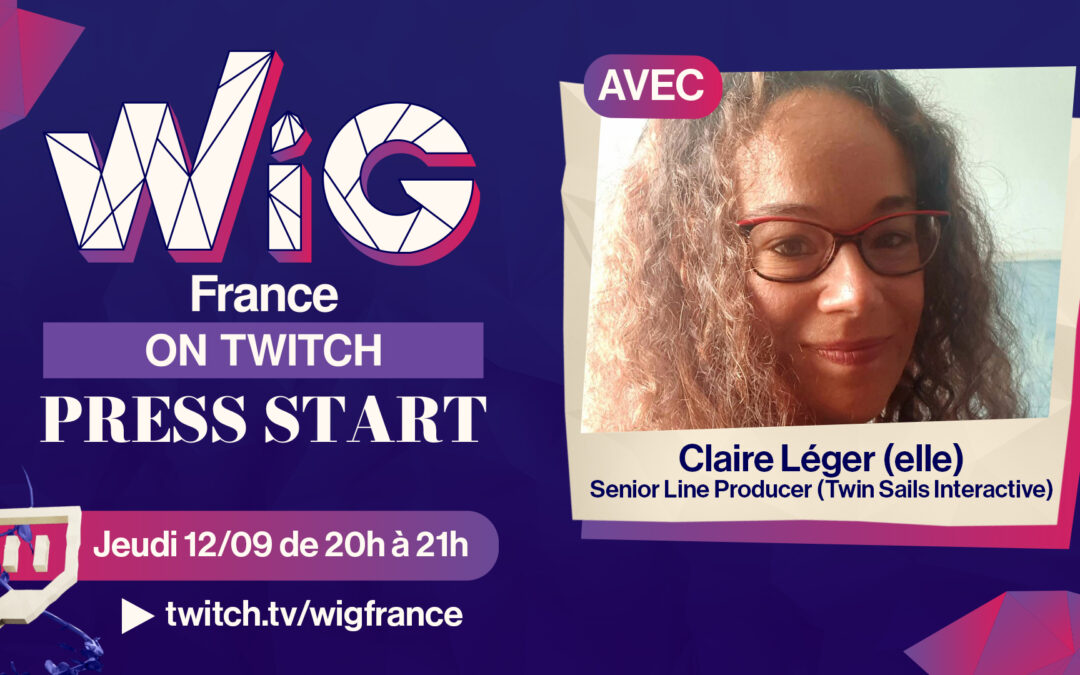 WiG
France
ON TWITCH
PRESS START
Jeudi 12/09 de 20h à 21h
twitch.tv/wigfrance
AVEC
Claire Léger (elle)
Senior Line Producer (Twin Sails Interactive)